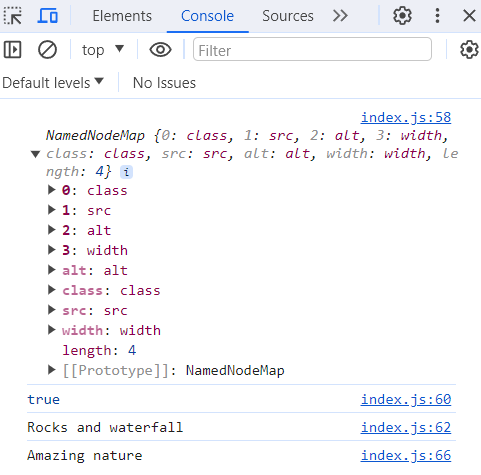 Elements Console Sources
top Filter
Default levels No Issues
index.js:58
NamedNodeMap {0: class, 1: src, 2: alt, 3: width,
class: class, src: src, alt: alt, width: width, le
ngth: 4} i
0: class
1: src
2: alt
3: width
alt: alt
class: class
src: src
width: width
length: 4
[[Prototype]]: NamedNodeMap
true index.js:60
Rocks and waterfall index.js:62
Amazing nature index.js:66